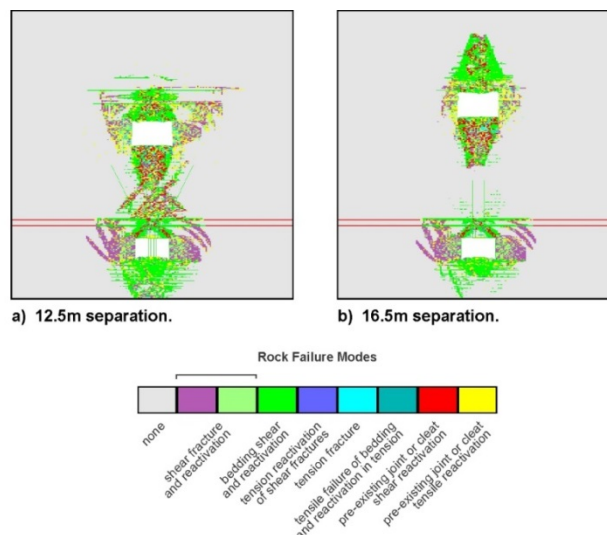 a) 12.5m separation.
b) 16.5m separation.
Rock Failure Modes
none
shear fracture
and reactivation
bedding shear
and reactivation
tension reactivation
of shear fractures
tension fracture
tensile failure of bedding
and reactivation in tension
pre-existing joint or cleat
shear reactivation
pre-existing joint or cleat
tensile reactivation